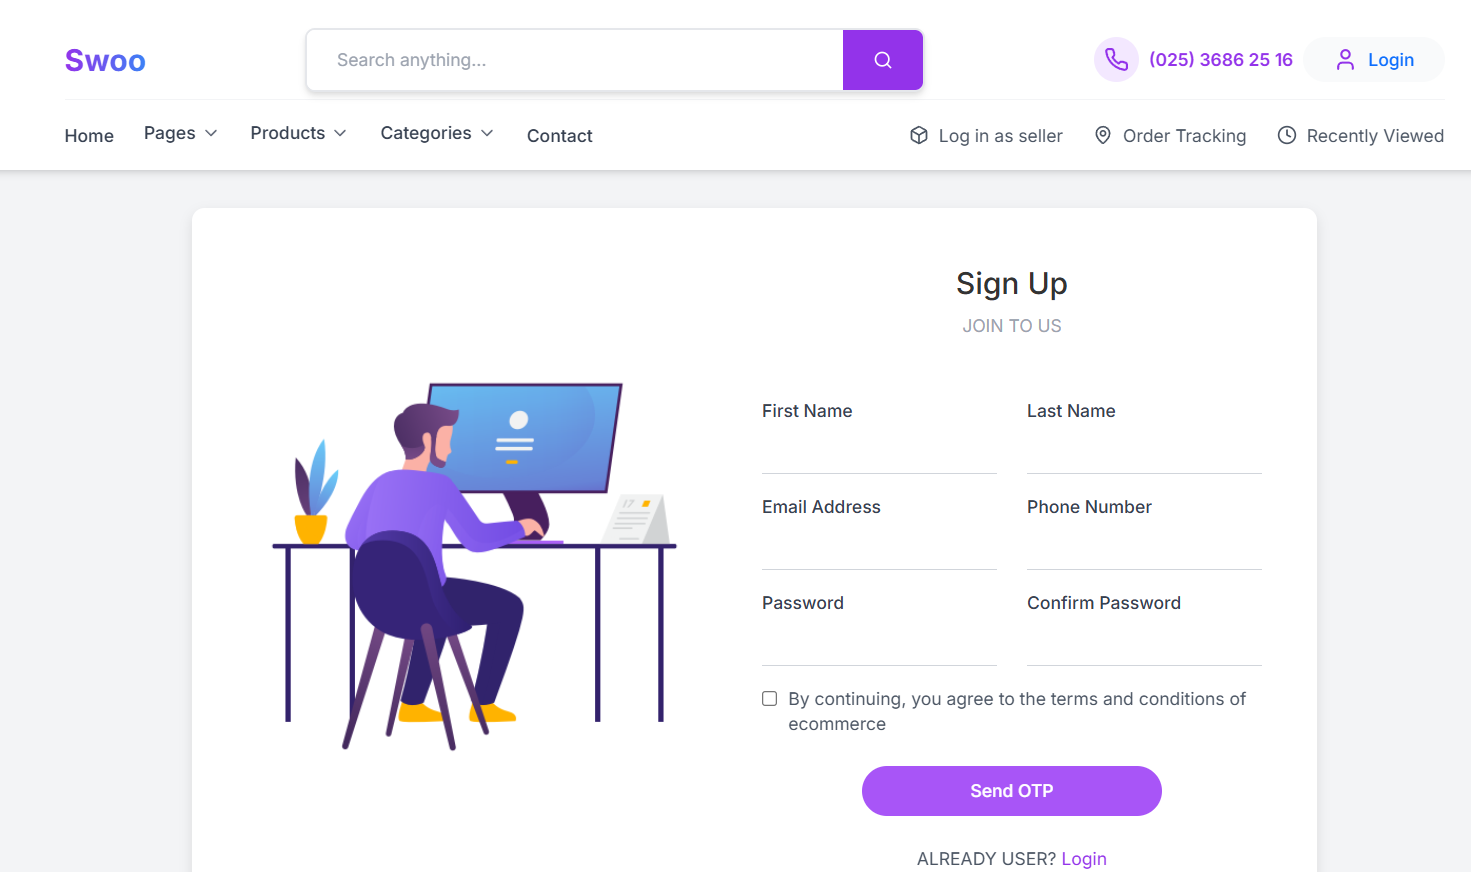 Swoo
Search anything...
(025) 3686 25 16
Login
Home
Pages
Products
Categories
Contact
Log in as seller
Order Tracking
Recently Viewed
Sign Up
JOIN TO US
First Name
Last Name
Email Address
Phone Number
17
Password
Confirm Password
By continuing, you agree to the terms and conditions of
ecommerce
Send OTP
ALREADY USER? Login